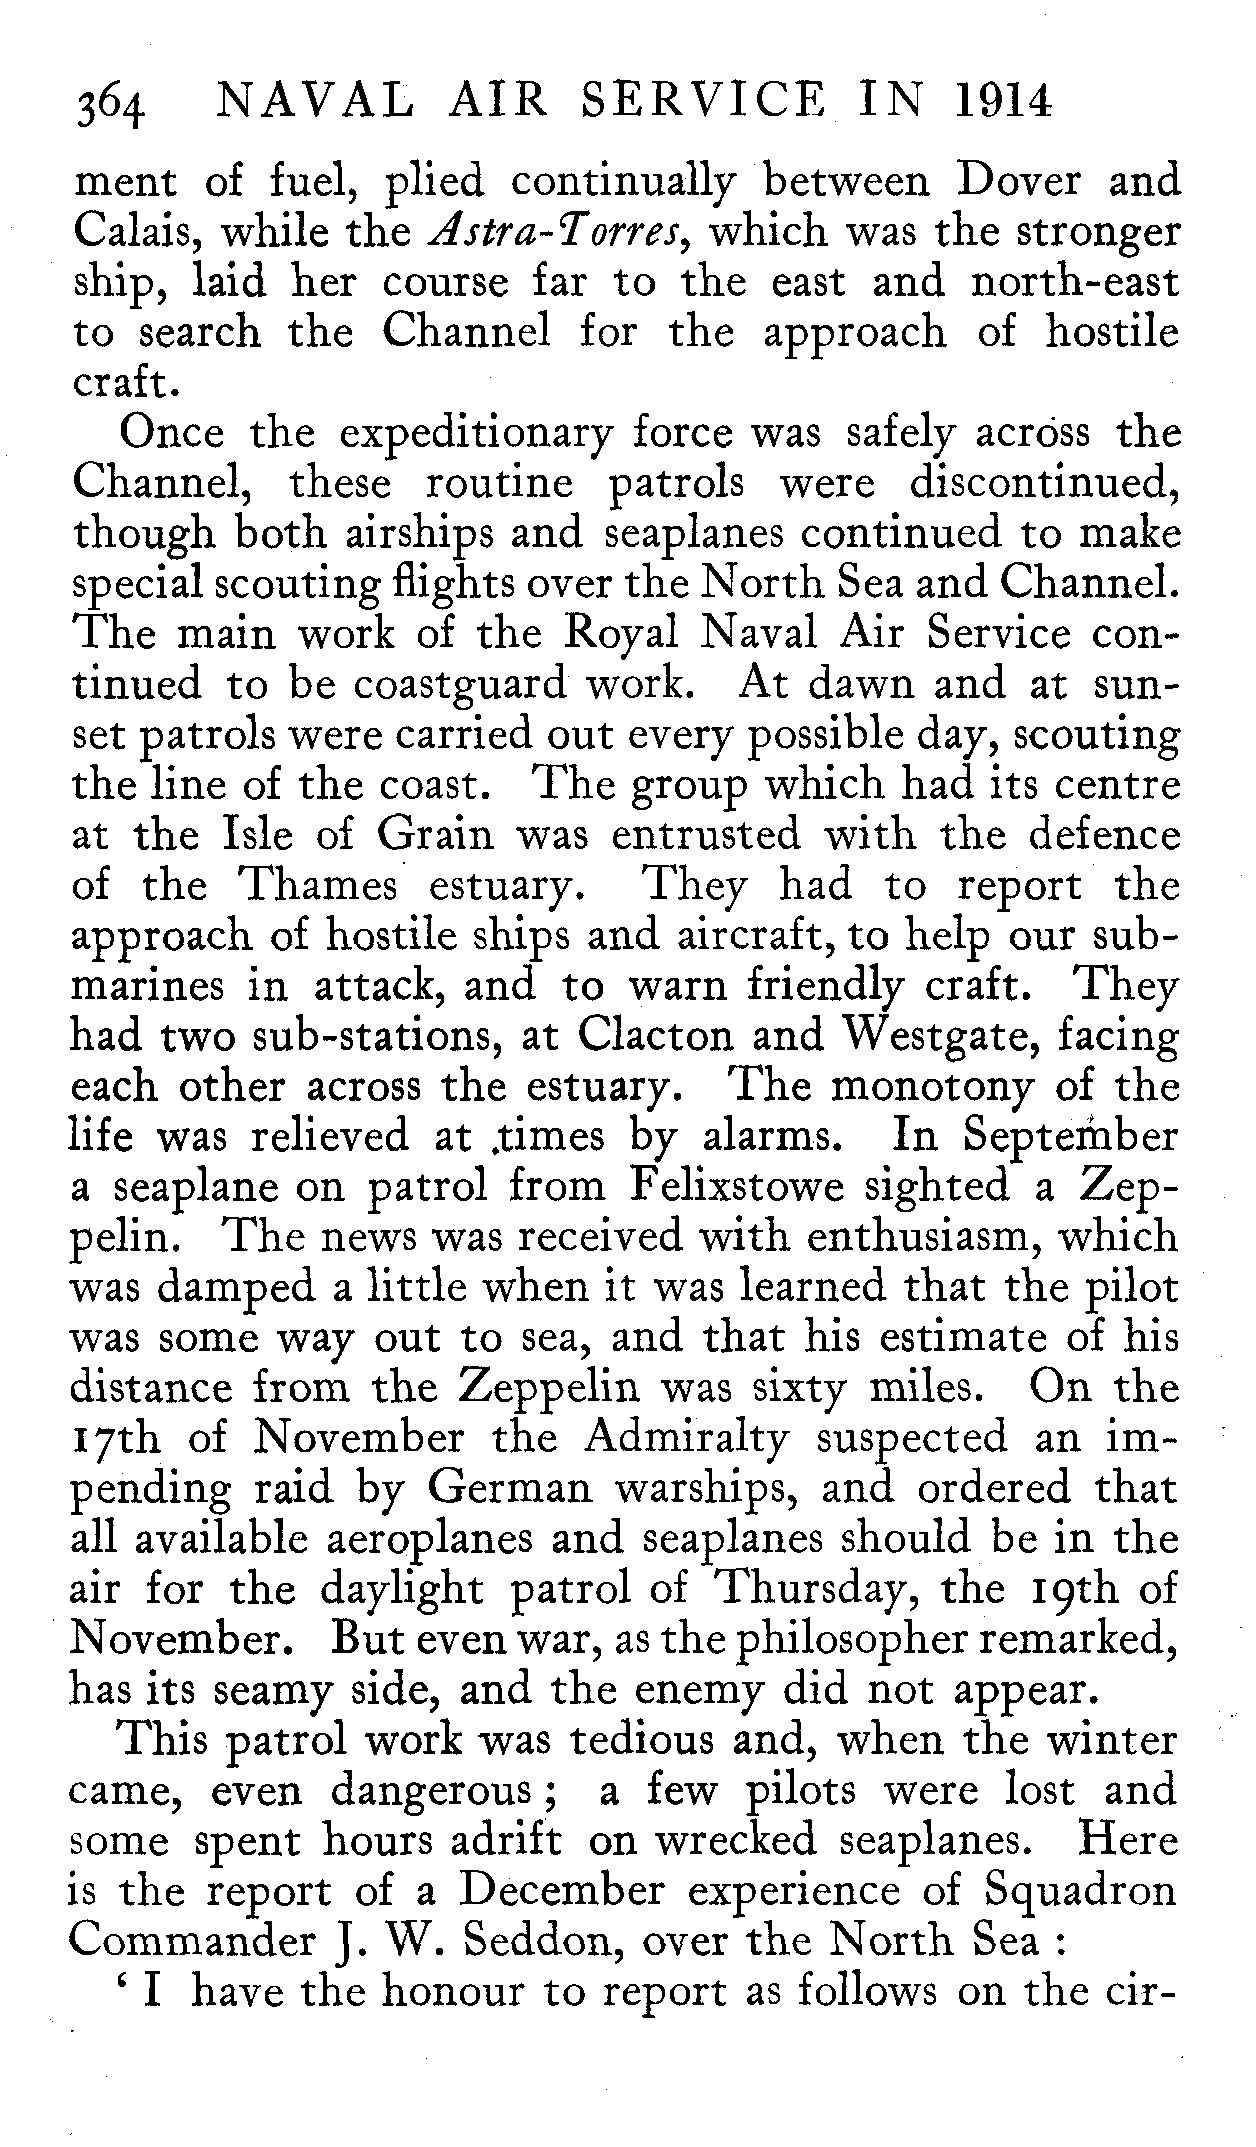 364 NAVAL AIR SERVICE IN 1914
ment of fuel, plied continually between Dover and
Calais, while the Astra-Torres, which was the stronger
ship, laid her course far to the east and north-east
to search the Channel for the approach of hostile
craft.
Once the expeditionary force was safely across the
Channel, these routine patrols were discontinued,
though both airships and seaplanes continued to make
special scouting flights over the North Sea and Channel.
The main work of the Royal Naval Air Service con-
tinued to be coastguard work. At dawn and at sun-
set patrols were carried out every possible day, scouting
the line of the coast. The group which had its centre
at the Isle of Grain was entrusted with the defence
of the Thames estuary. They had to report the
approach of hostile ships and aircraft, to help our sub-
marines in attack, and to warn friendly craft. They
had two sub-stations, at Clacton and Westgate, facing
each other across the estuary. The monotony of the
life was relieved at times by alarms. In September
a seaplane on patrol from Felixstowe sighted a Zep-
pelin. The news was received with enthusiasm, which
was damped a little when it was learned that the pilot
was some way out to sea, and that his estimate of his
distance from the Zeppelin was sixty miles. On the
17th of November the Admiralty suspected an im-
pending raid by German warships, and ordered that
all available aeroplanes and seaplanes should be in the
air for the daylight patrol of Thursday, the 19th of
November. But even war, as the philosopher remarked,
has its seamy side, and the enemy did not appear.
This patrol work was tedious and, when the winter
came, even dangerous ; a few pilots were lost and
some spent hours adrift on wrecked seaplanes. Here
is the report of a December experience of Squadron
Commander J. W. Seddon, over the North Sea :
‘ I have the honour to report as follows on the cir-